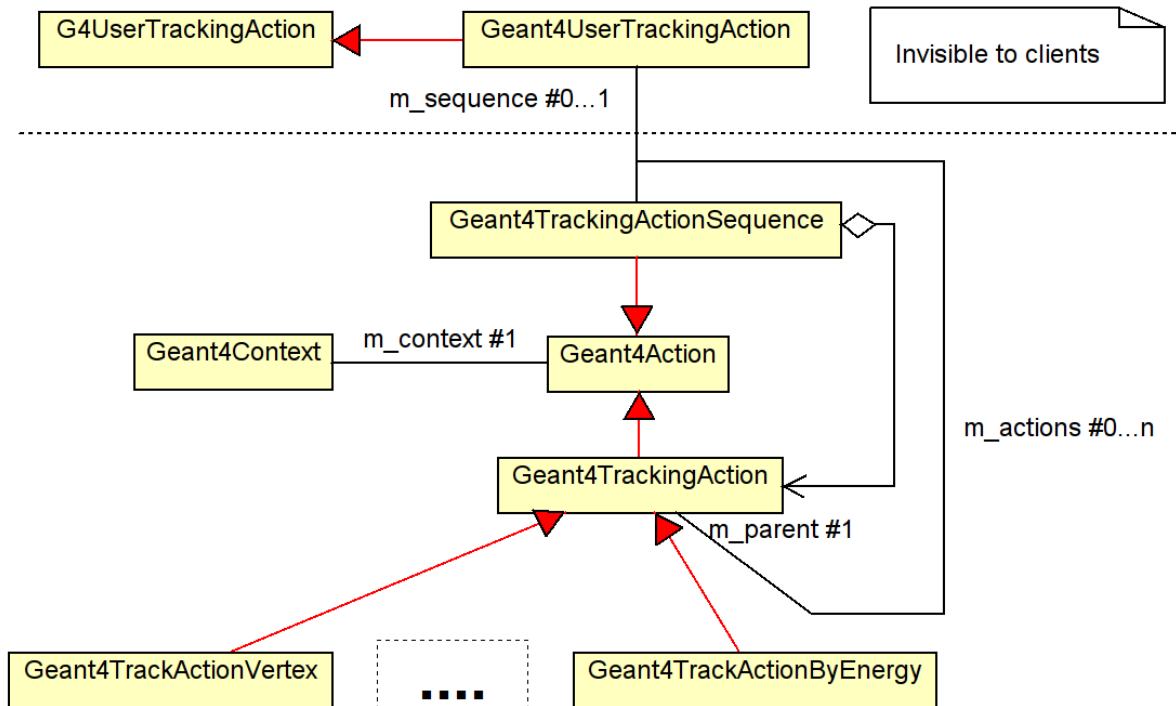 G4UserTrackingAction
Geant4UserTrackingAction
Invisible to clients
m_sequence #0...1
Geant4TrackingActionSequence
m_context #1
Geant4Context
Geant4Action
m_actions #0...n
Geant4TrackingAction
m_parent #1
Geant4TrackActionVertex
....
Geant4TrackActionByEnergy